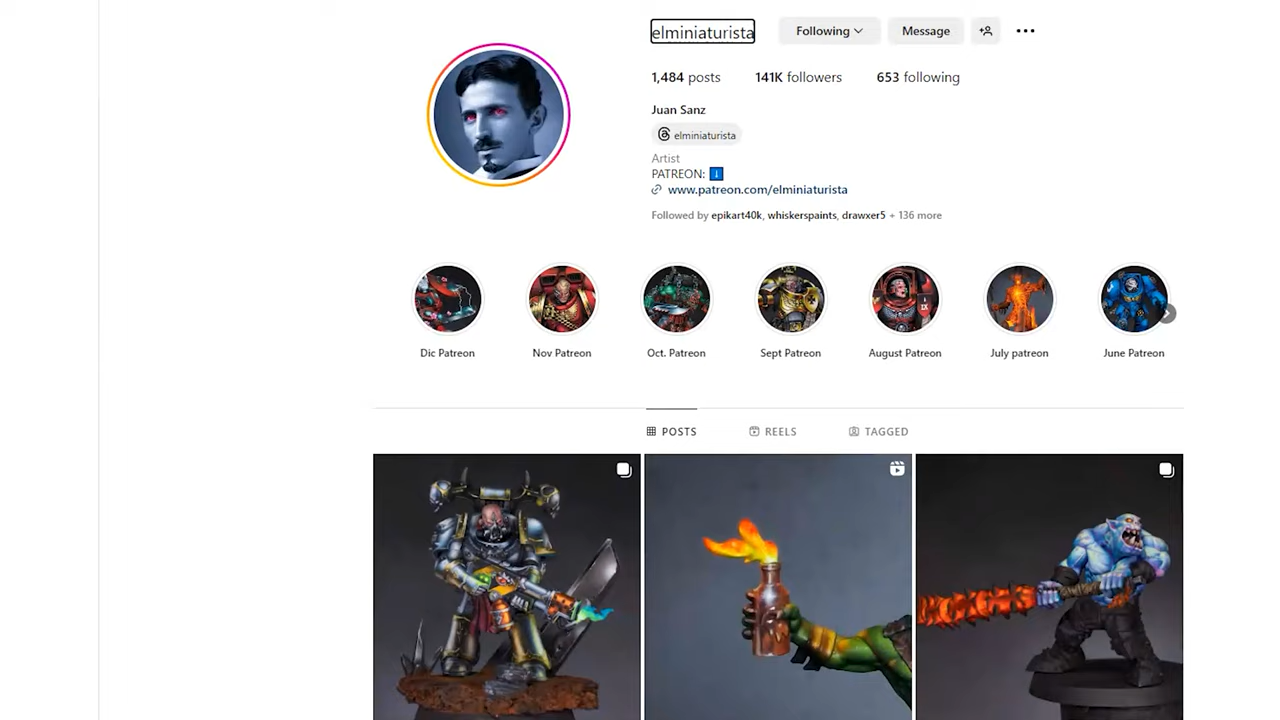 elminiaturista Following Message
1,484 posts 141K followers 653 following
Juan Sanz
elminiaturista
Artist
PATREON:
www.patreon.com/elminiaturista
Followed by epikart40k, whiskerspaints, drawxer5 + 136 more
Dic Patreon Nov Patreon Oct. Patreon Sept Patreon August Patreon July patreon June Patreon
POSTS REELS TAGGED